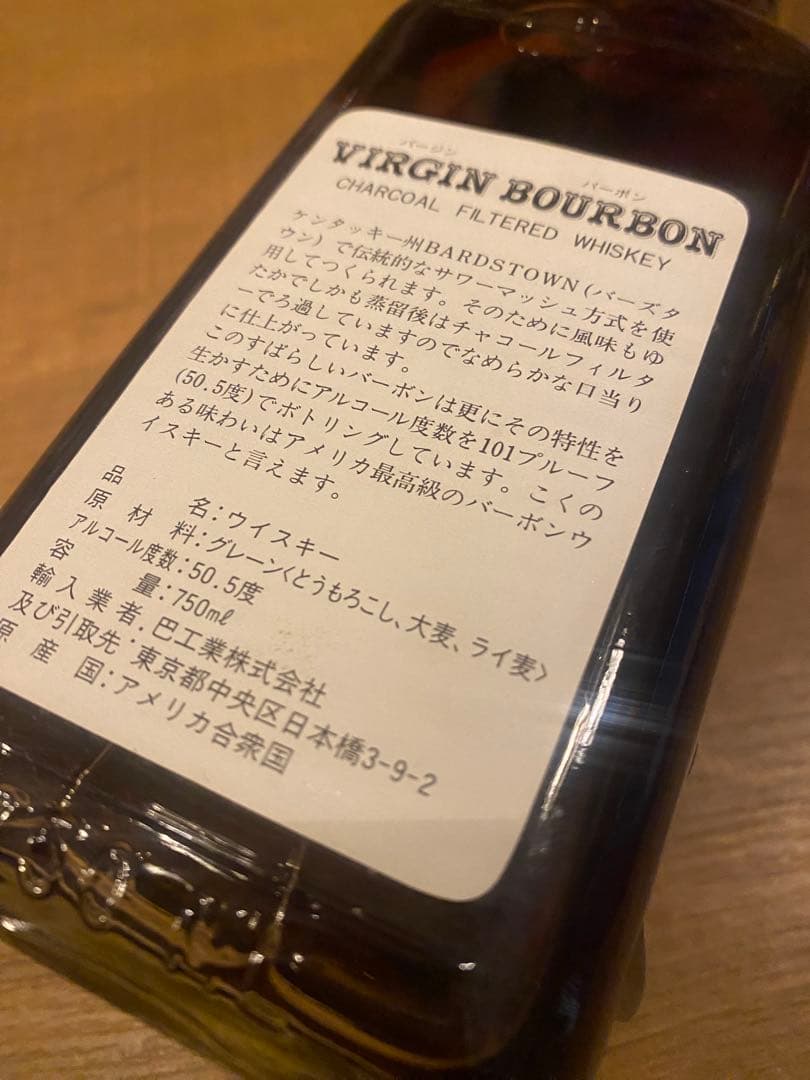 バージン バーボン
VIRGIN BOURBON
CHARCOAL FILTERED WHISKEY
ケンタッキー州BARDSTOWN(バーズタ
ウン)で伝統的なサワーマッシュ方式を使
用してつくられます。そのために風味もゆ
たかでしかも蒸留後はチャコールフィルタ
ーでろ過していますのでなめらかな口当り
に仕上がっています。
このすばらしいバーボンは更にその特性を
生かすためにアルコール度数を101プルーフ
(50.5度)でボトリングしています。こくの
ある味わいはアメリカ最高級のバーボンウ
イスキーと言えます。
品名:ウイスキー
原材料:グレーン〈とうもろこし、大麦、ライ麦〉
アルコール度数:50.5度
容量:750mℓ
輸入業者:巴工業株式会社
及び引取先:東京都中央区日本橋3-9-2
原産国:アメリカ合衆国